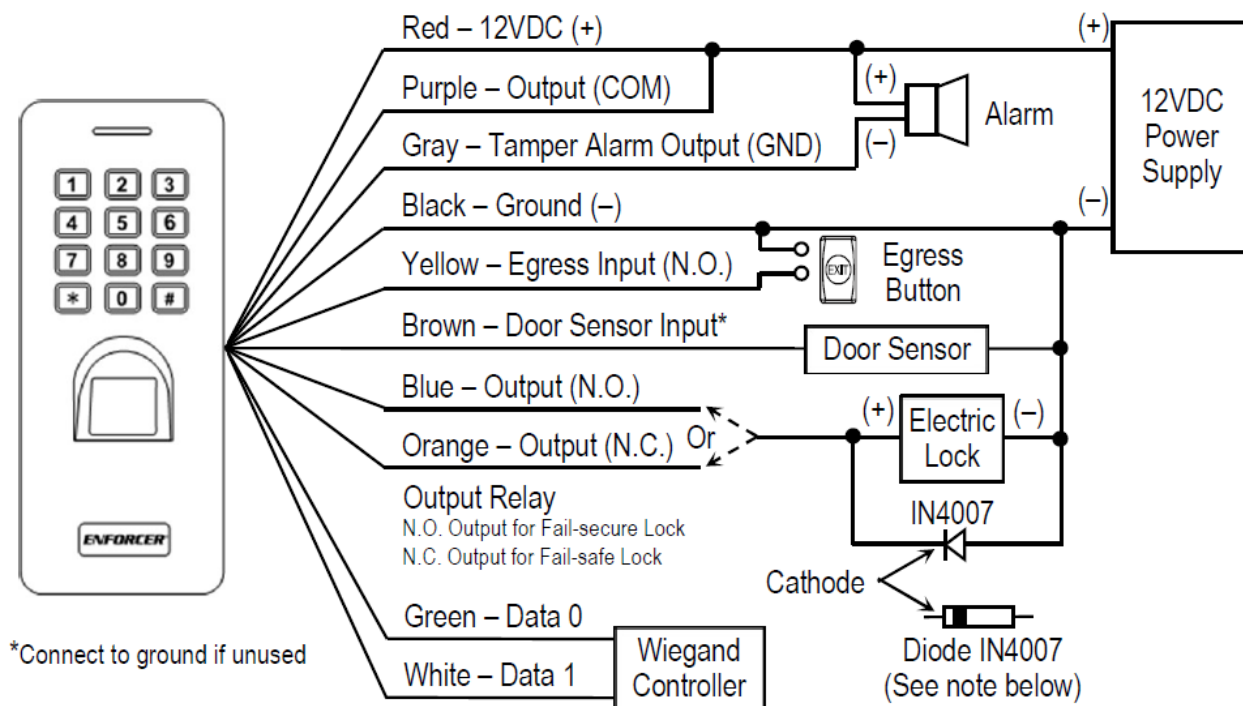 Red – 12VDC (+)
(+)
Purple – Output (COM)
(+)
Alarm
Gray – Tamper Alarm Output (GND)
(–)
12VDC
Power
Supply
Black – Ground (–)
(–)
Yellow – Egress Input (N.O.)
EXIT
Egress
Button
Brown – Door Sensor Input*
Door Sensor
Blue – Output (N.O.)
Orange – Output (N.C.)
Or
(+)
Electric
Lock
(–)
Output Relay
N.O. Output for Fail-secure Lock
N.C. Output for Fail-safe Lock
IN4007
Cathode
Diode IN4007
(See note below)
Green – Data 0
White – Data 1
Wiegand
Controller
1 2 3
4 5 6
7 8 9
* 0 #
ENFORCER
*Connect to ground if unused